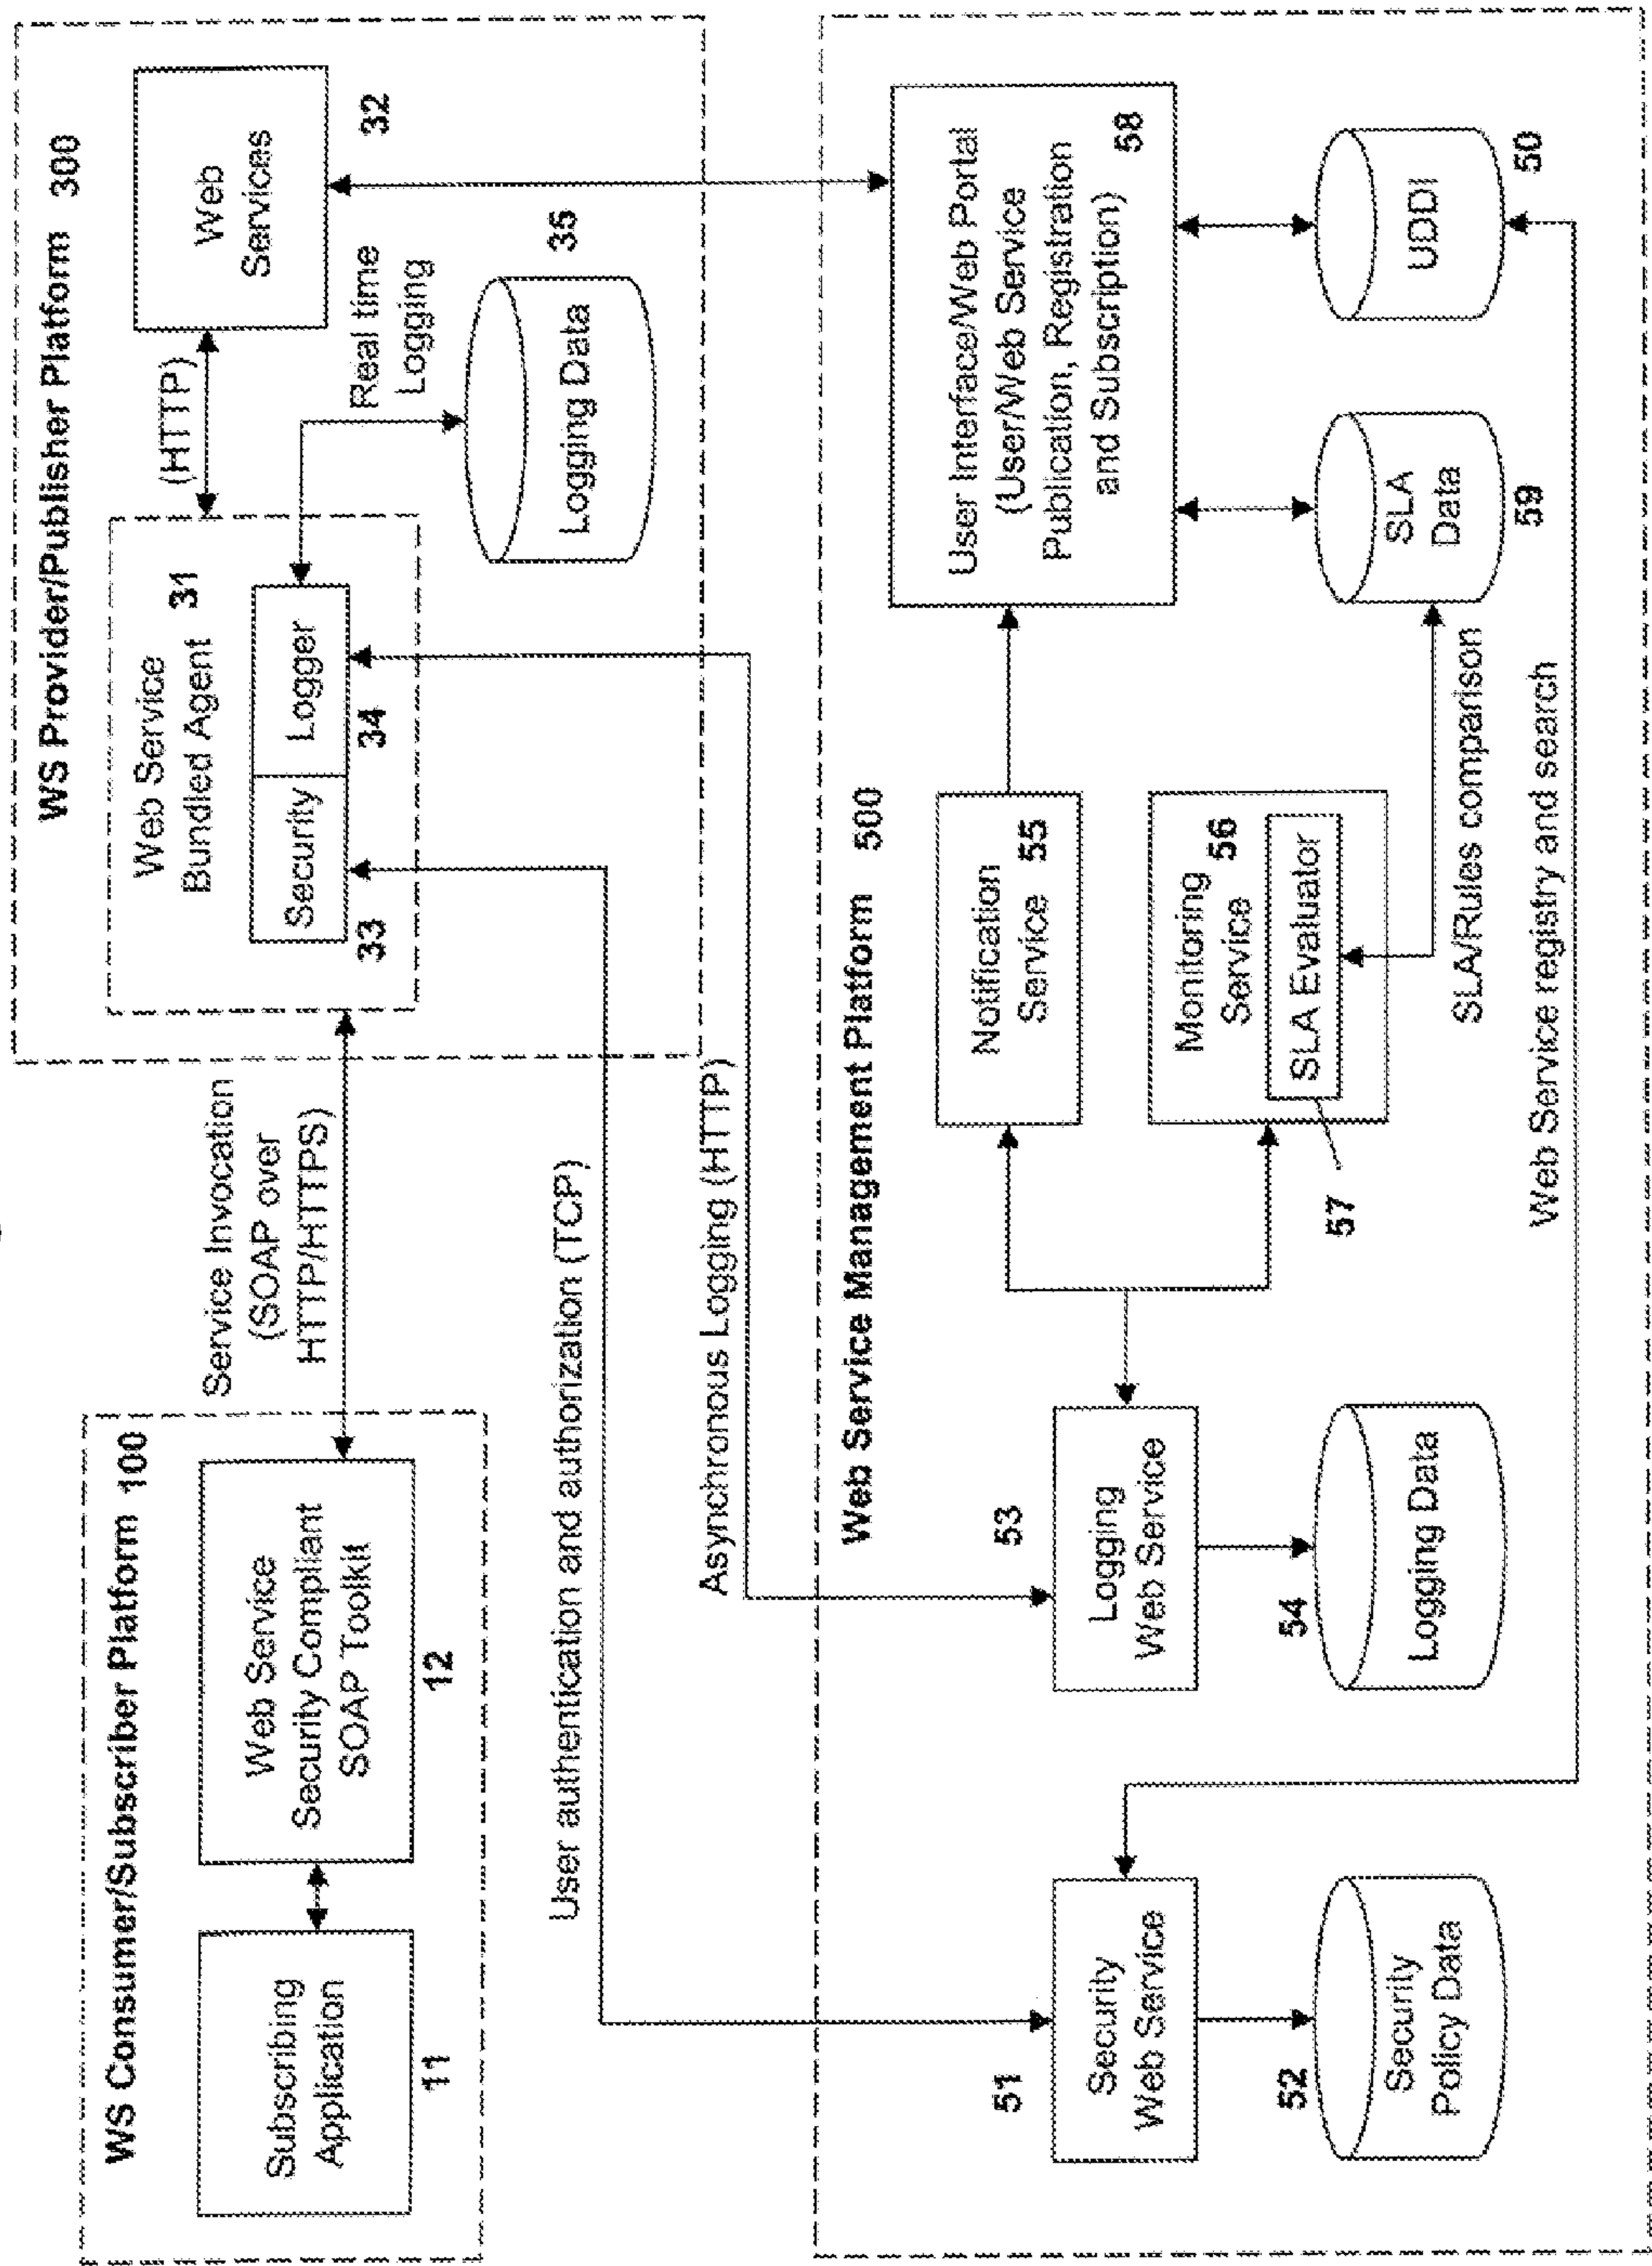 WS Consumer/Subscriber Platform 100
Subscribing
Application
11
Web Service
Security Compliant
SOAP Toolkit
12
Service Invocation
(SOAP over
HTTP/HTTPS)
WS Provider/Publisher Platform 300
Web Service
Bundled Agent 31
Security
Logger
33
34
(HTTP)
Web
Services
32
Real time
Logging
35
Logging Data
User authentication and authorization (TCP)
Asynchronous Logging (HTTP)
Web Service Management Platform 500
51
Security
Web Service
52
Security
Policy Data
53
Logging
Web Service
54
Logging Data
Notification
Service 55
Monitoring
Service 56
SLA Evaluator
57
User Interface/Web Portal
(User/Web Service
Publication, Registration
and Subscription)
58
SLA
Data
59
UDDI
50
SLA/Rules comparison
Web Service registry and search